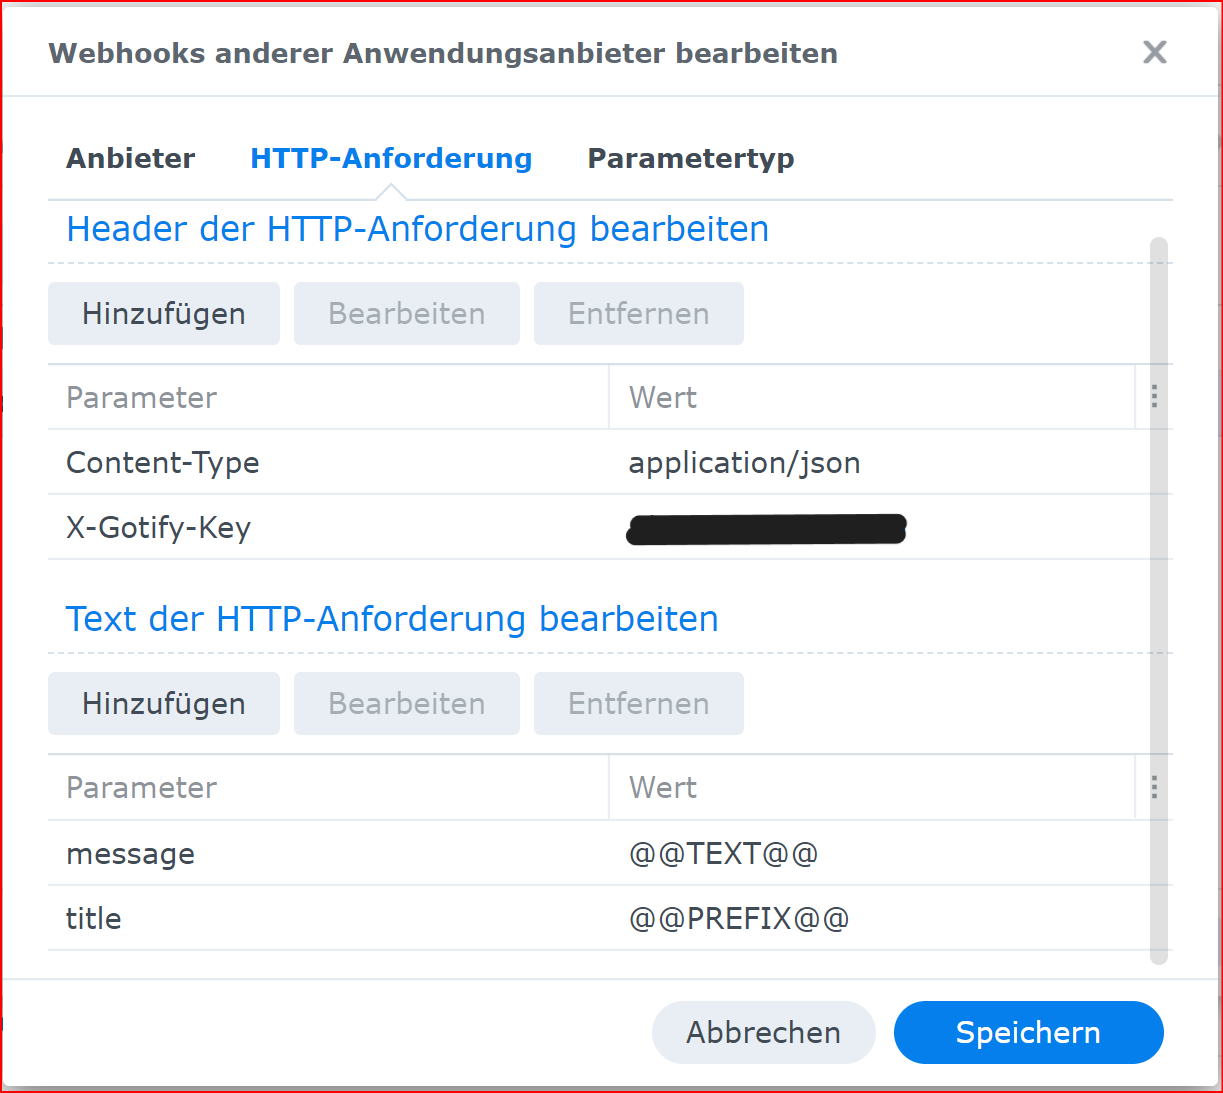 Webhooks anderer Anwendungsanbieter bearbeiten
Anbieter HTTP-Anforderung Parametertyp
Header der HTTP-Anforderung bearbeiten
Hinzufügen Bearbeiten Entfernen
Parameter Wert
Content-Type application/json
X-Gotify-Key
Text der HTTP-Anforderung bearbeiten
Hinzufügen Bearbeiten Entfernen
Parameter Wert
message @@TEXT@@
title @@PREFIX@@
Abbrechen Speichern